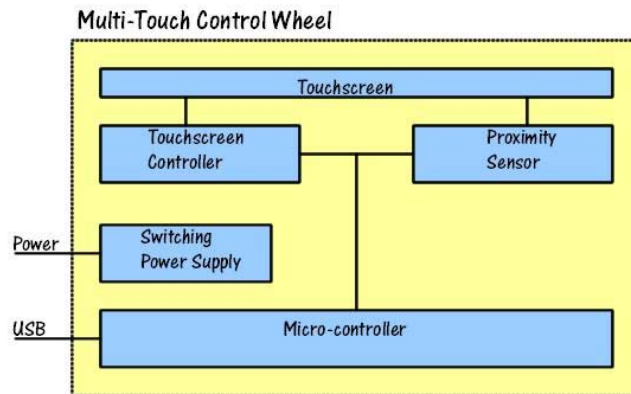 Multi-Touch Control Wheel
Touchscreen
Touchscreen
Controller
Proximity
Sensor
Power
Switching
Power Supply
USB
Micro-controller